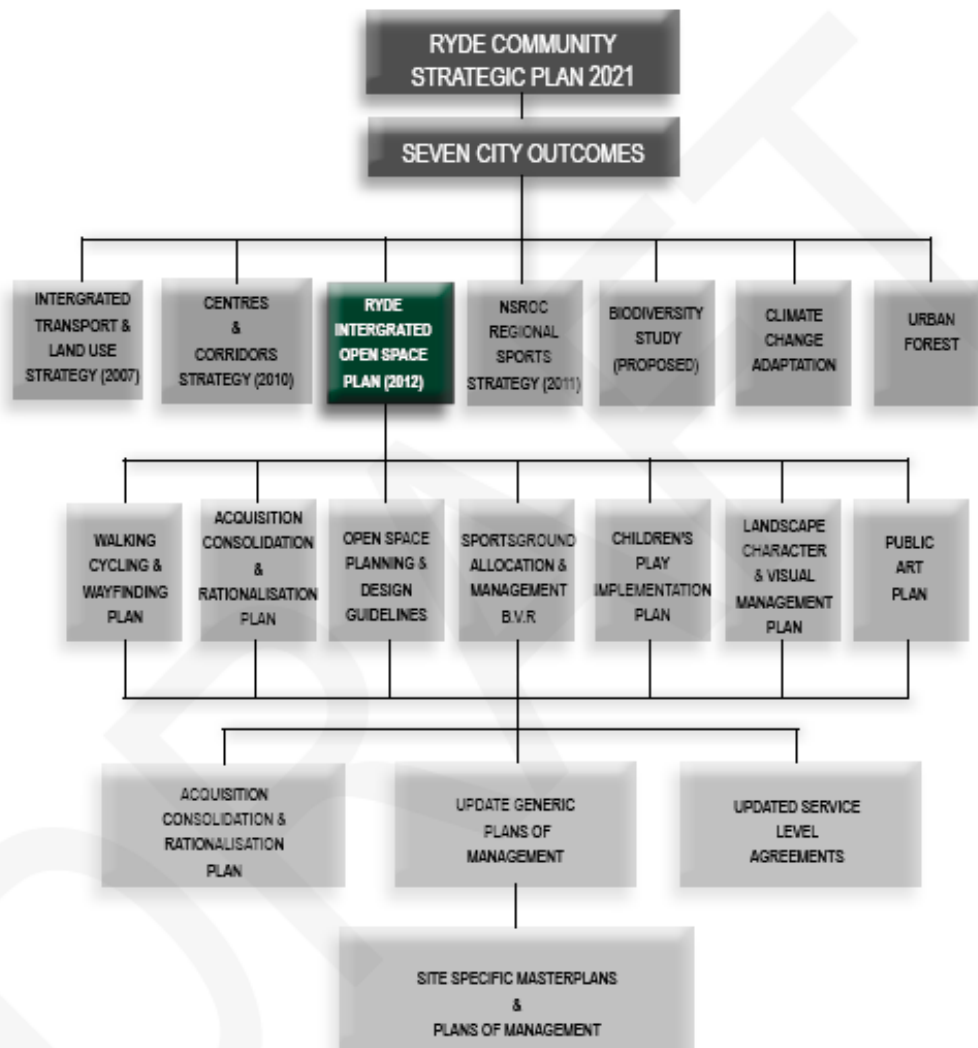 RYDE COMMUNITY
STRATEGIC PLAN 2021
SEVEN CITY OUTCOMES
INTERGRATED
TRANSPORT &
LAND USE
STRATEGY (2007)
CENTRES
&
CORRIDORS
STRATEGY (2010)
RYDE
INTERGRATED
OPEN SPACE
PLAN (2012)
NSROC
REGIONAL
SPORTS
STRATEGY (2011)
BIODIVERSITY
STUDY
(PROPOSED)
CLIMATE
CHANGE
ADAPTATION
URBAN
FOREST
WALKING
CYCLING &
WAYFINDING
PLAN
ACQUISITION
CONSOLIDATION
&
RATIONALISATION
PLAN
OPEN SPACE
PLANNING &
DESIGN
GUIDELINES
SPORTSGROUND
ALLOCATION &
MANAGEMENT
B.V.R
CHILDREN'S
PLAY
IMPLEMENTATION
PLAN
LANDSCAPE
CHARACTER
& VISUAL
MANAGEMENT
PLAN
PUBLIC
ART
PLAN
ACQUISITION
CONSOLIDATION &
RATIONALISATION
PLAN
UPDATE GENERIC
PLANS OF
MANAGEMENT
UPDATED SERVICE
LEVEL
AGREEMENTS
SITE SPECIFIC MASTERPLANS
&
PLANS OF MANAGEMENT
DRAFT